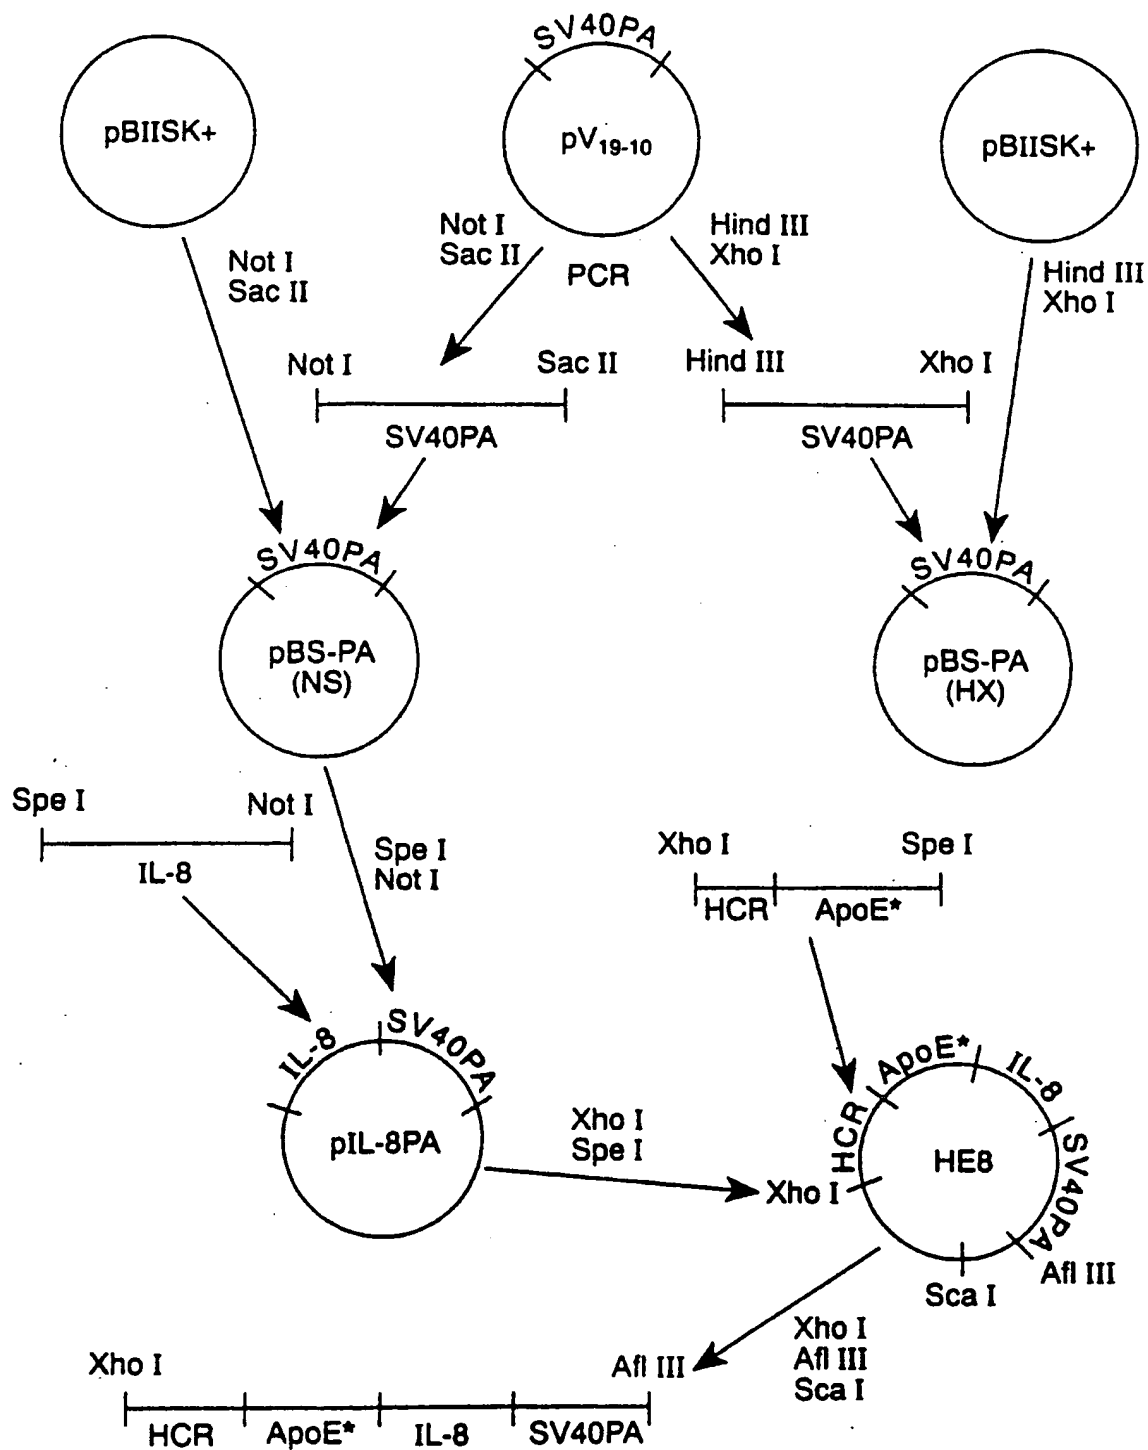 SV40PA
pBIISK+
pV19-10
pBIISK+
Not I
Sac II
Not I
Sac II
PCR
Hind III
Xho I
Hind III
Xho I
Not I
Sac II
SV40PA
Hind III
Xho I
SV40PA
SV40PA
pBS-PA
(NS)
SV40PA
pBS-PA
(HX)
Spe I
Not I
IL-8
Spe I
Not I
Xho I
Spe I
HCR
ApoE*
IL-8
SV40PA
pIL-8PA
Xho I
Spe I
HCR
ApoE*
IL-8
SV40PA
HE8
Xho I
Sca I
Afl III
Xho I
Afl III
Sca I
Xho I
Afl III
HCR
ApoE*
IL-8
SV40PA